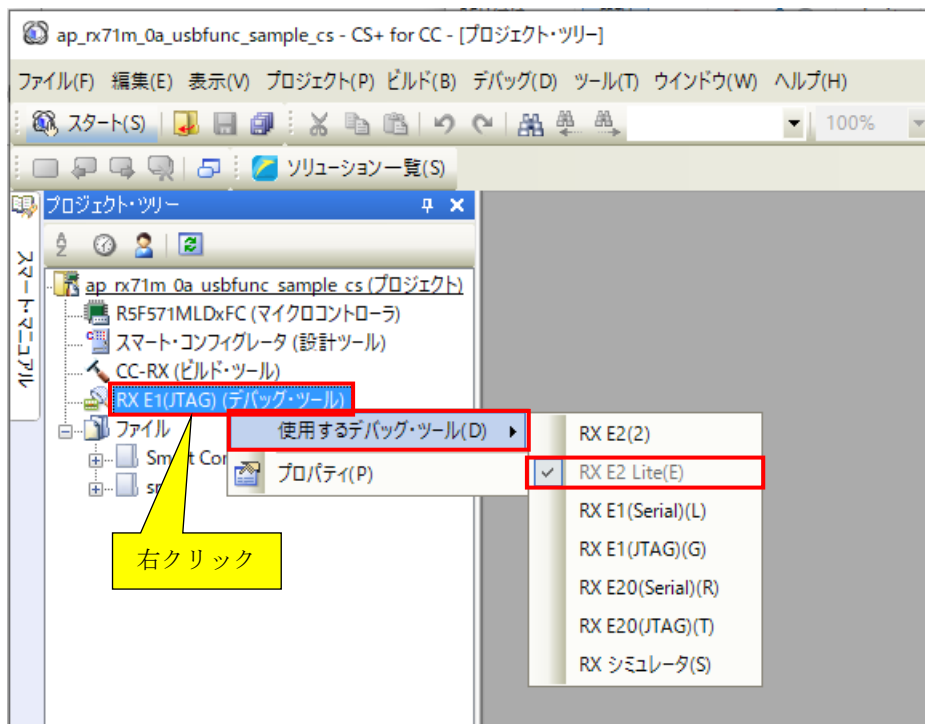 ap_rx71m_0a_usbfunc_sample_cs - CS+ for CC - [プロジェクト・ツリー]
ファイル(F) 編集(E) 表示(V) プロジェクト(P) ビルド(B) デバッグ(D) ツール(T) ウインドウ(W) ヘルプ(H)
スタート(S) 100%
ソリューション一覧(S)
プロジェクト・ツリー
スマート・マニュアル
ap_rx71m_0a_usbfunc_sample_cs (プロジェクト)
R5F571MLDxFC (マイクロコントローラ)
スマート・コンフィグレータ (設計ツール)
CC-RX (ビルド・ツール)
RX E1(JTAG) (デバッグ・ツール)
ファイル 使用するデバッグ・ツール(D) RX E2(2)
プロパティ(P) RX E2 Lite(E)
RX E1(Serial)(L)
右クリック RX E1(JTAG)(G)
RX E20(Serial)(R)
RX E20(JTAG)(T)
RX シミュレータ(S)